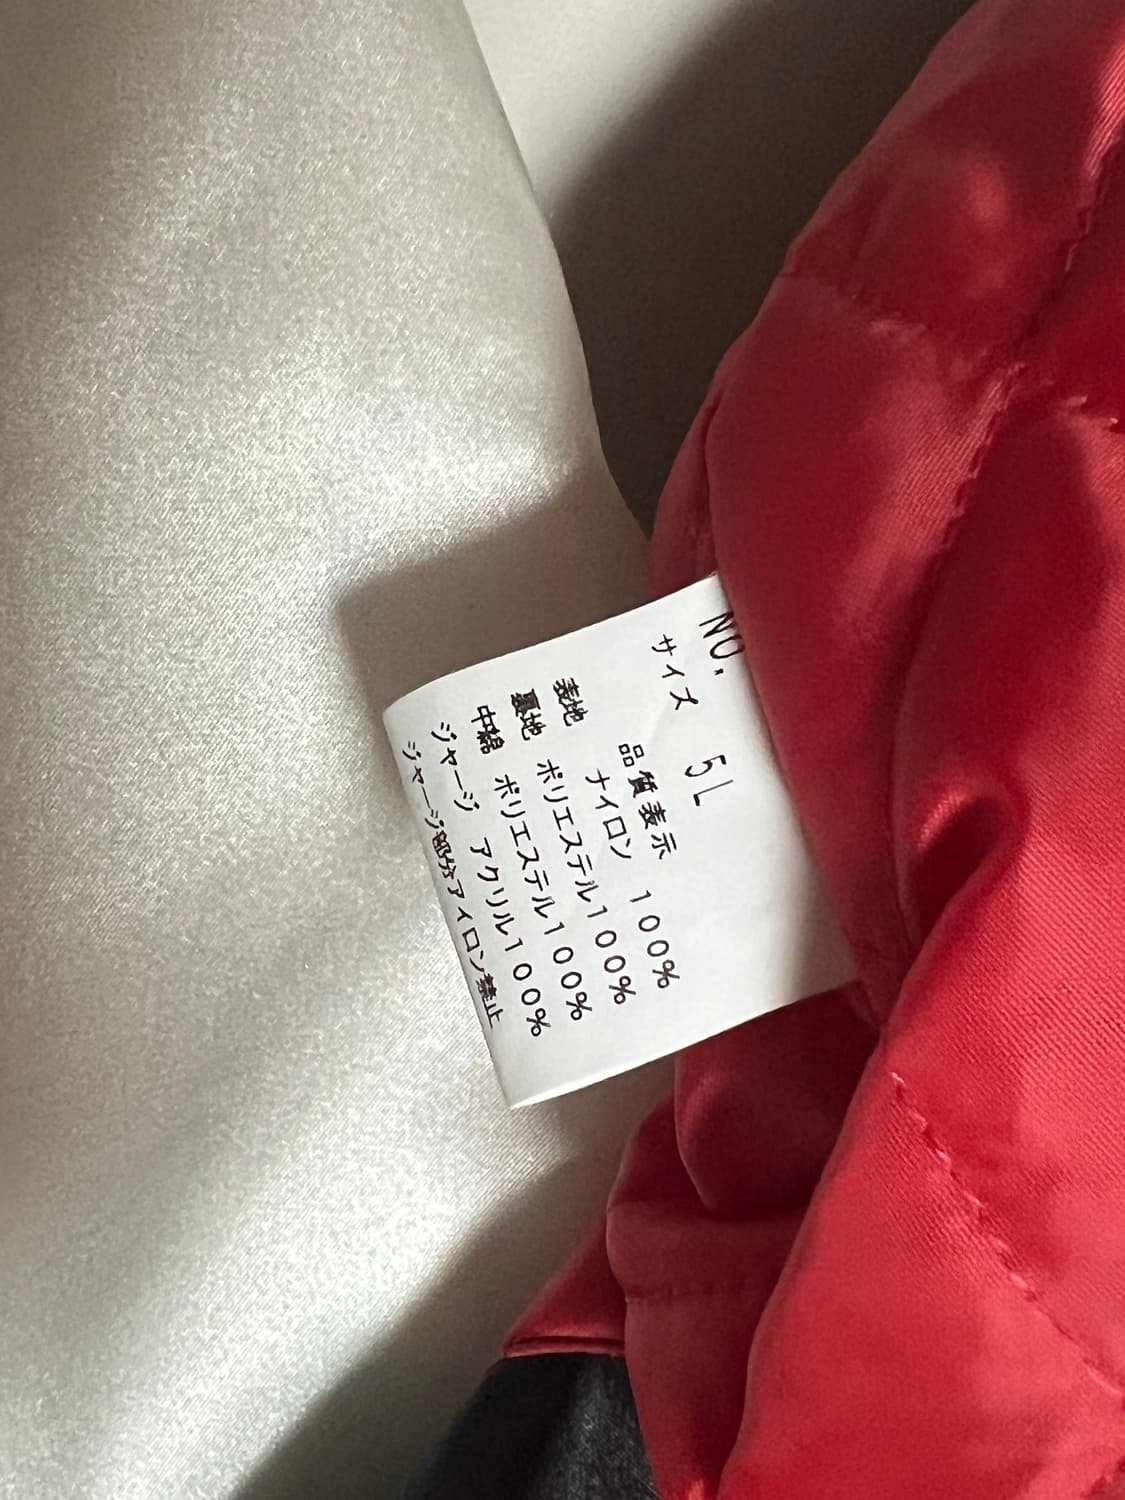 NO.
サイズ 5L
品質表示
表地 ナイロン 100%
裏地 ポリエステル100%
中綿 ポリエステル100%
ジャージ アクリル100%
ジャージ部分アイロン禁止